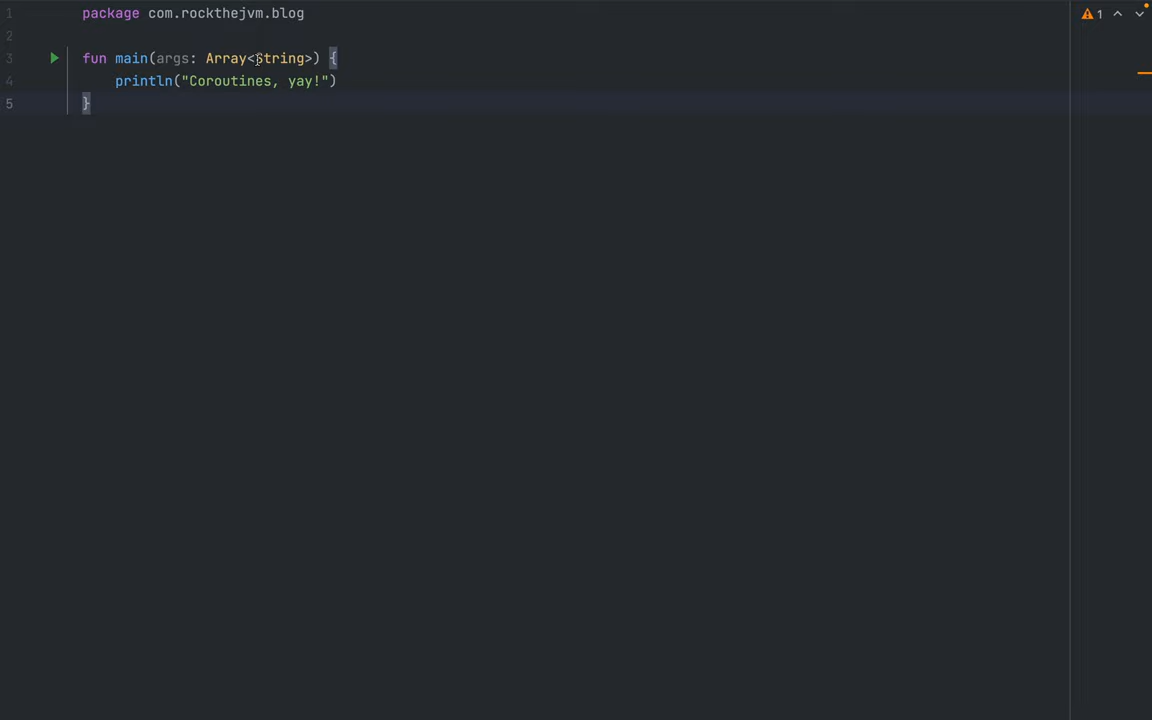 1 package com.rockthejvm.blog 1
2
3 fun main(args: Array<String>) {
4 println("Coroutines, yay!")
5 }